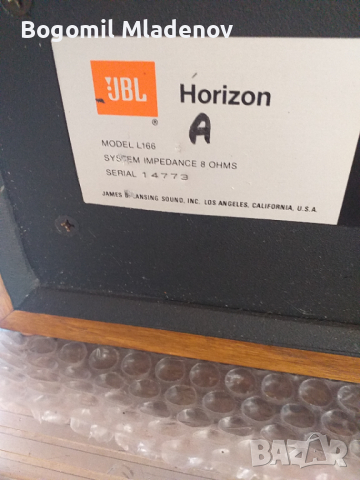 Bogomil Mladenov
JBL
®
Horizon
A
MODEL L166
SYSTEM IMPEDANCE 8 OHMS
SERIAL 14773
JAMES B. LANSING SOUND, INC. LOS ANGELES, CALIFORNIA, U.S.A.
BAZAR